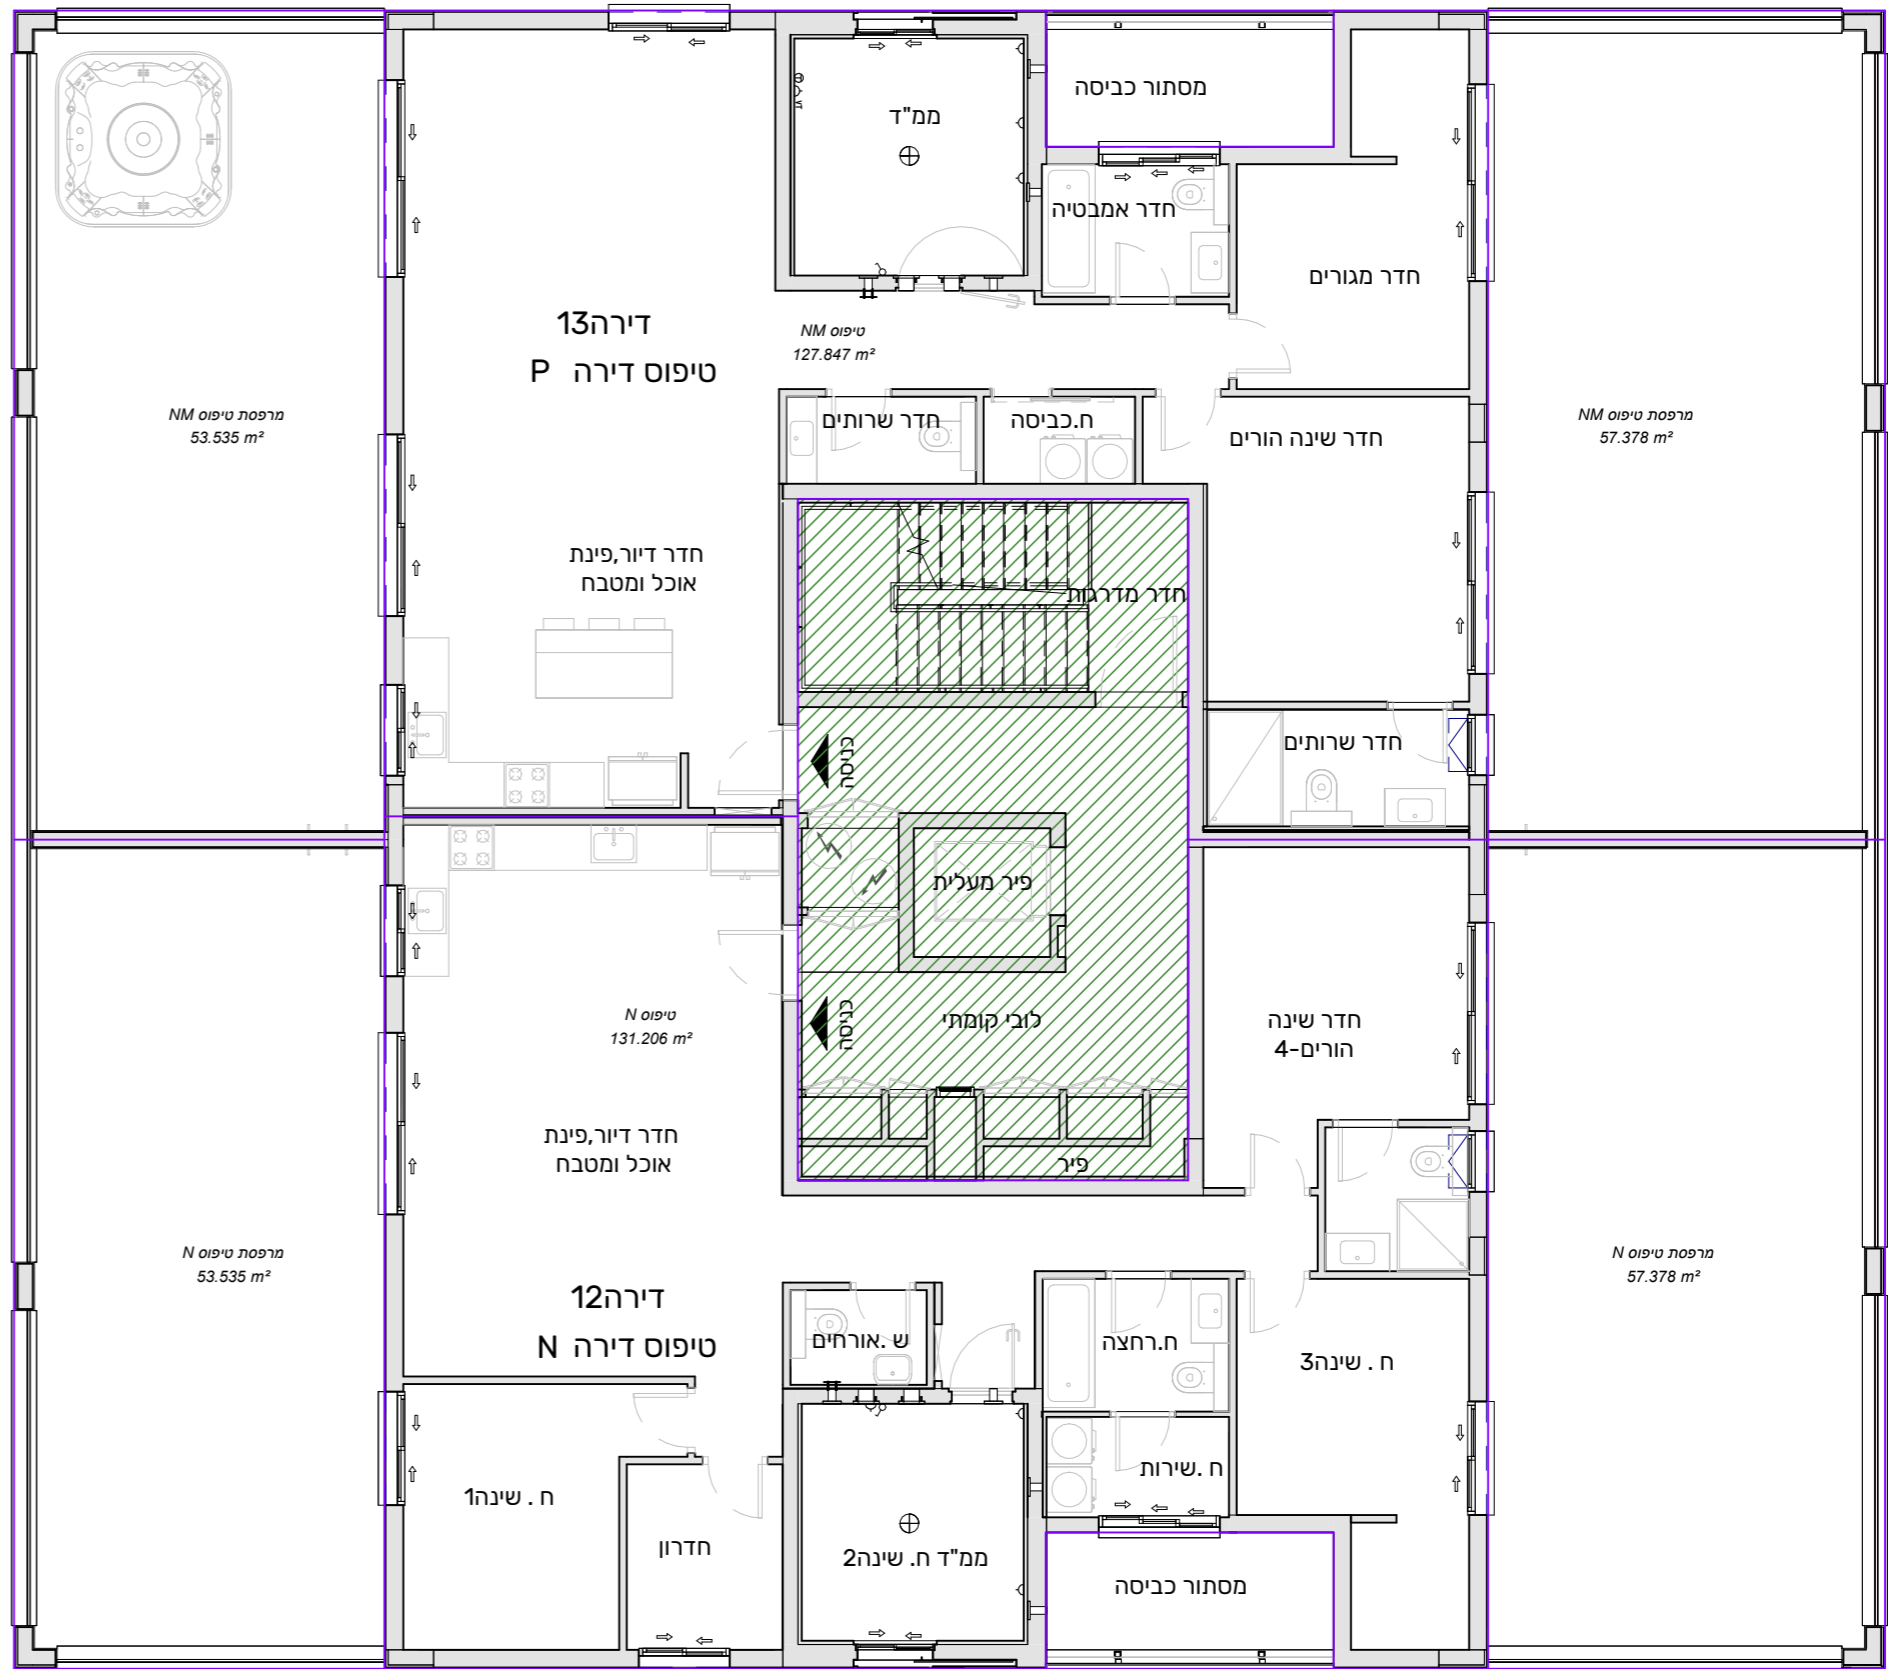 מסתור כביסה
ממ"ד
חדר אמבטיה
חדר מגורים
דירה13
טיפוס דירה P
טיפוס NM
127.847 m²
מרפסת טיפוס NM
53.535 m²
מרפסת טיפוס NM
57.378 m²
חדר שרותים
ח.כביסה
חדר שינה הורים
חדר דיור,פינת
אוכל ומטבח
חדר מדרגות
כניסה
חדר שרותים
פיר מעלית
כניסה
לובי קומתי
טיפוס N
131.206 m²
חדר שינה
הורים-4
חדר דיור,פינת
אוכל ומטבח
פיר
מרפסת טיפוס N
53.535 m²
מרפסת טיפוס N
57.378 m²
דירה12
טיפוס דירה N
ש .אורחים
ח.רחצה
ח . שינה3
ח .שירות
ח . שינה1
חדרון
ממ"ד ח. שינה2
מסתור כביסה